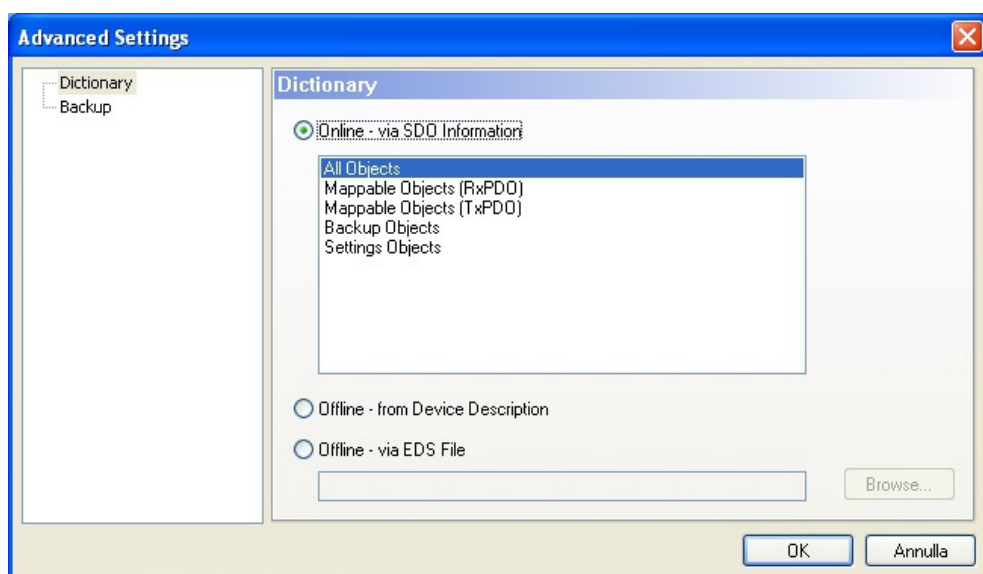 Advanced Settings
Dictionary
Backup
Dictionary
Online - via SDO Information
All Objects
Mappable Objects (RxPDO)
Mappable Objects (TxPDO)
Backup Objects
Settings Objects
Offline - from Device Description
Offline - via EDS File
Browse...
OK
Annulla